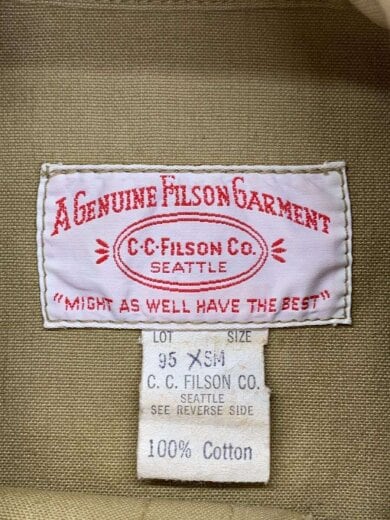 A GENUINE FILSON GARMENT
C·C·FILSON CO.
SEATTLE
"MIGHT AS WELL HAVE THE BEST"
LOT SIZE
95 XSM
C. C. FILSON CO.
SEATTLE
SEE REVERSE SIDE
100% Cotton